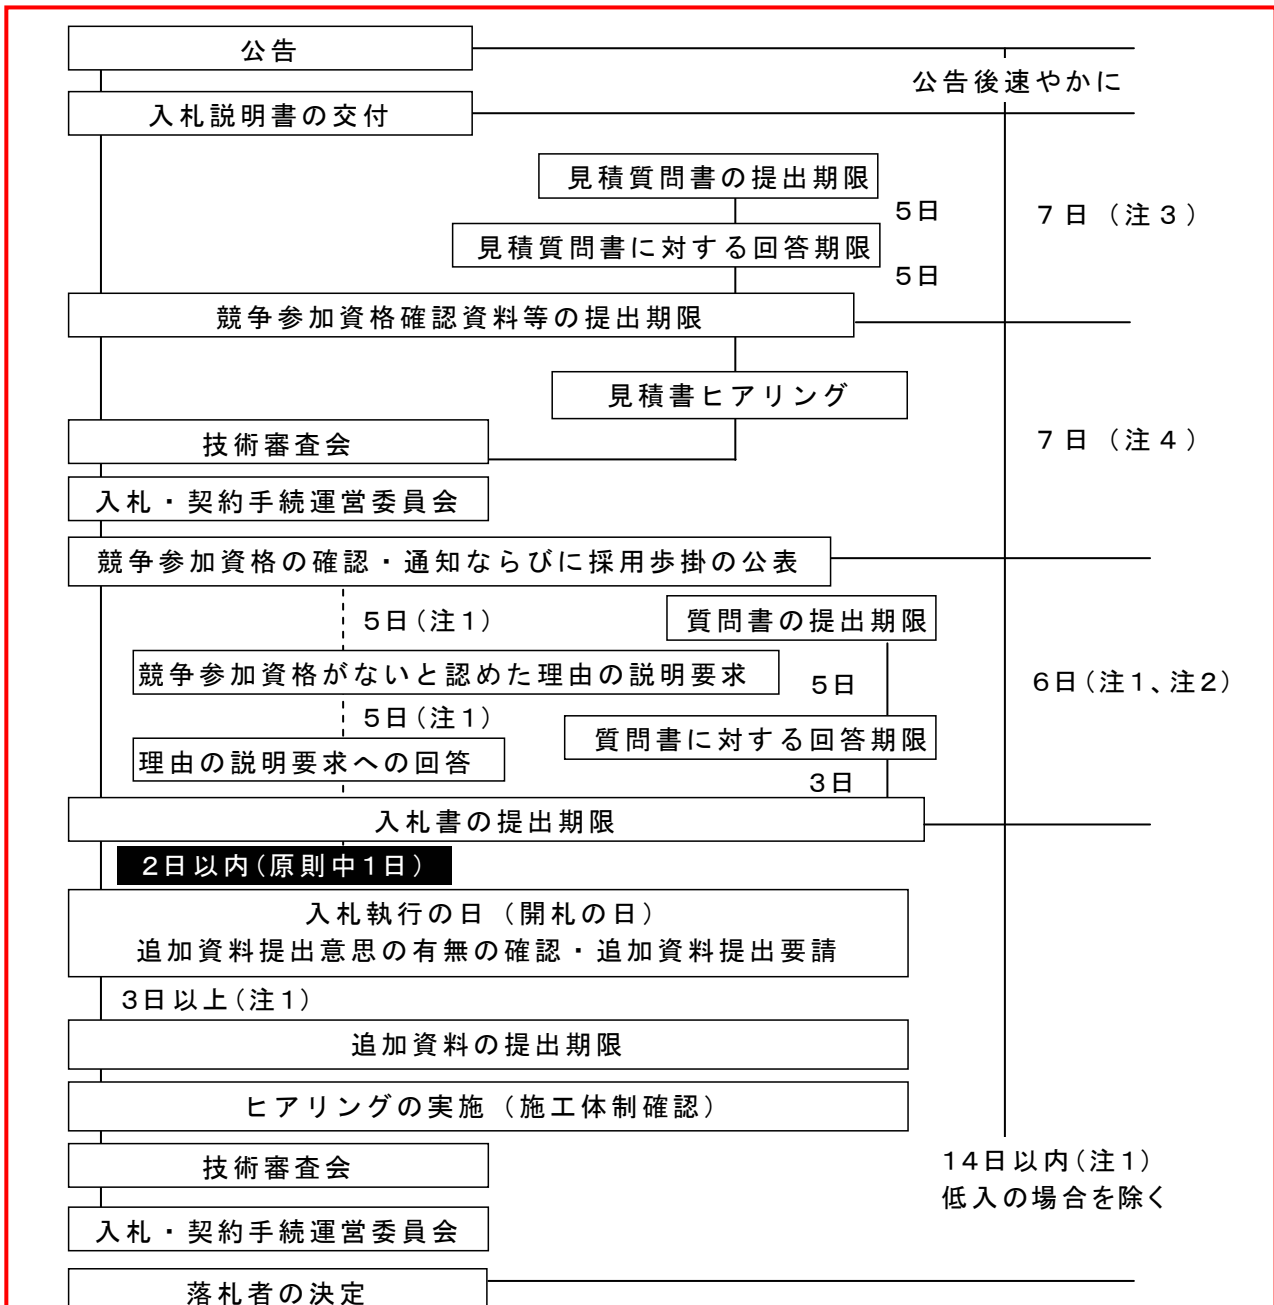 公告
公告後速やかに
入札説明書の交付
見積質問書の提出期限
5日
7日（注3）
見積質問書に対する回答期限
5日
競争参加資格確認資料等の提出期限
見積書ヒアリング
技術審査会
7日（注4）
入札・契約手続運営委員会
競争参加資格の確認・通知ならびに採用歩掛の公表
5日（注1）
質問書の提出期限
競争参加資格がないと認めた理由の説明要求
5日
6日（注1、注2）
5日（注1）
質問書に対する回答期限
理由の説明要求への回答
3日
入札書の提出期限
2日以内（原則中1日）
入札執行の日（開札の日）
追加資料提出意思の有無の確認・追加資料提出要請
3日以上（注1）
追加資料の提出期限
ヒアリングの実施（施工体制確認）
技術審査会
14日以内（注1）
低入の場合を除く
入札・契約手続運営委員会
落札者の決定